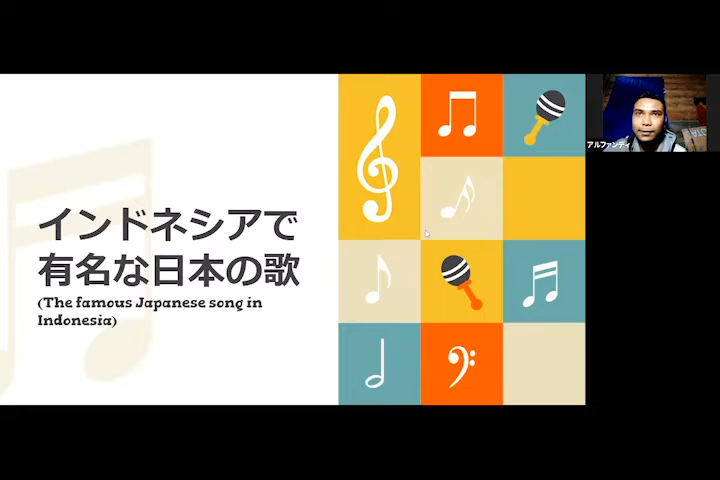 インドネシアで
有名な日本の歌
(The famous Japanese song in
Indonesia)
アルファンディ